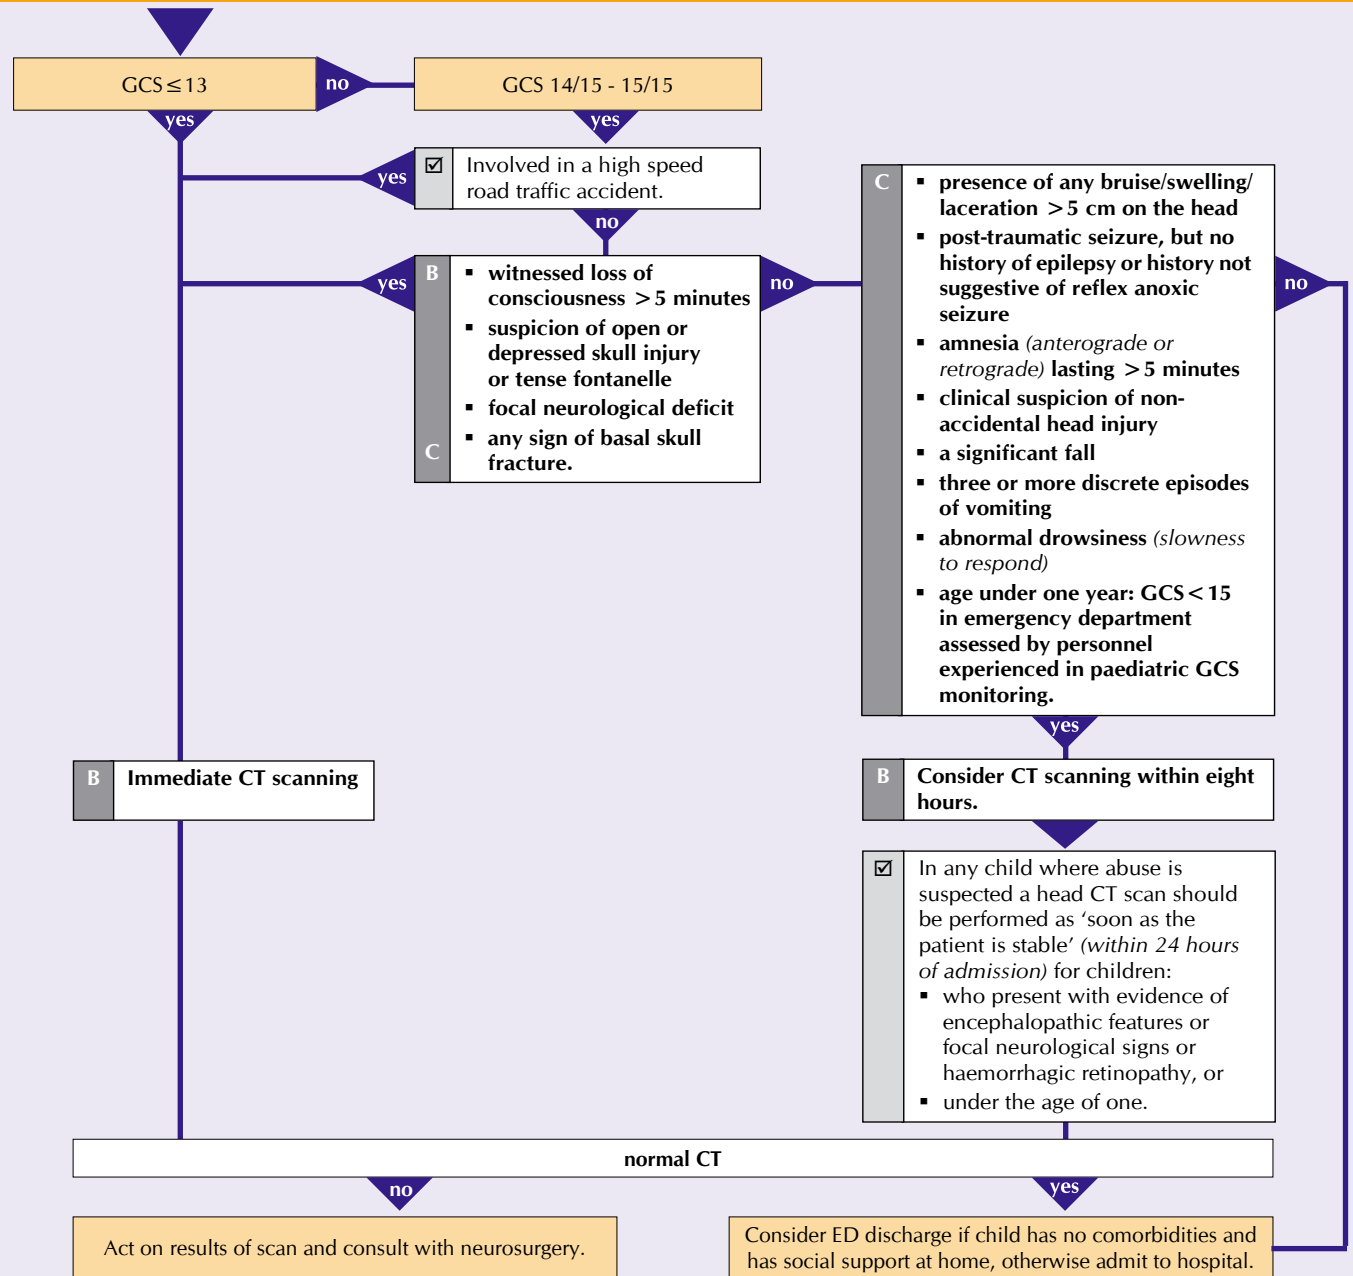 GCS ≤ 13
no
GCS 14/15 - 15/15
yes
yes
yes
☑ Involved in a high speed
road traffic accident.
no
yes
B
▪ witnessed loss of
consciousness >5 minutes
▪ suspicion of open or
depressed skull injury
or tense fontanelle
▪ focal neurological deficit
C
▪ any sign of basal skull
fracture.
no
C
▪ presence of any bruise/swelling/
laceration >5 cm on the head
▪ post-traumatic seizure, but no
history of epilepsy or history not
suggestive of reflex anoxic
seizure
▪ amnesia (anterograde or
retrograde) lasting >5 minutes
▪ clinical suspicion of non-
accidental head injury
▪ a significant fall
▪ three or more discrete episodes
of vomiting
▪ abnormal drowsiness (slowness
to respond)
▪ age under one year: GCS<15
in emergency department
assessed by personnel
experienced in paediatric GCS
monitoring.
no
yes
B Immediate CT scanning
B Consider CT scanning within eight
hours.
☑ In any child where abuse is
suspected a head CT scan should
be performed as ‘soon as the
patient is stable’ (within 24 hours
of admission) for children:
▪ who present with evidence of
encephalopathic features or
focal neurological signs or
haemorrhagic retinopathy, or
▪ under the age of one.
normal CT
no
yes
Act on results of scan and consult with neurosurgery.
Consider ED discharge if child has no comorbidities and
has social support at home, otherwise admit to hospital.